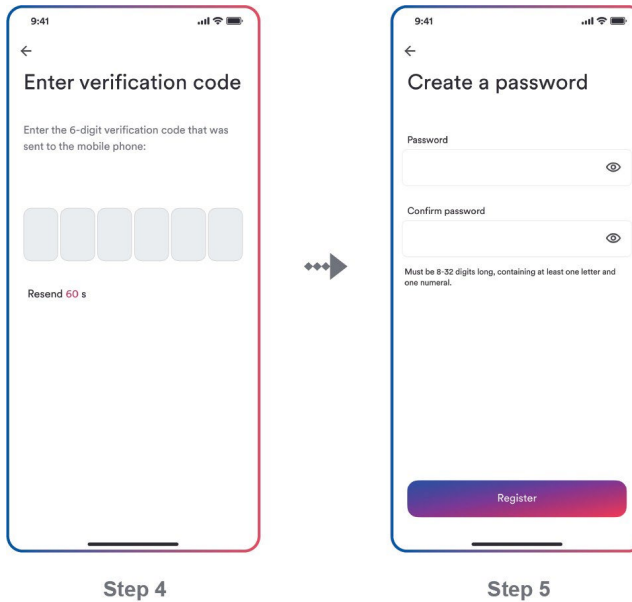 9:41
Enter verification code
Enter the 6-digit verification code that was
sent to the mobile phone:
Resend 60 s
Step 4
9:41
Create a password
Password
Confirm password
Must be 8-32 digits long, containing at least one letter and
one numeral.
Register
Step 5